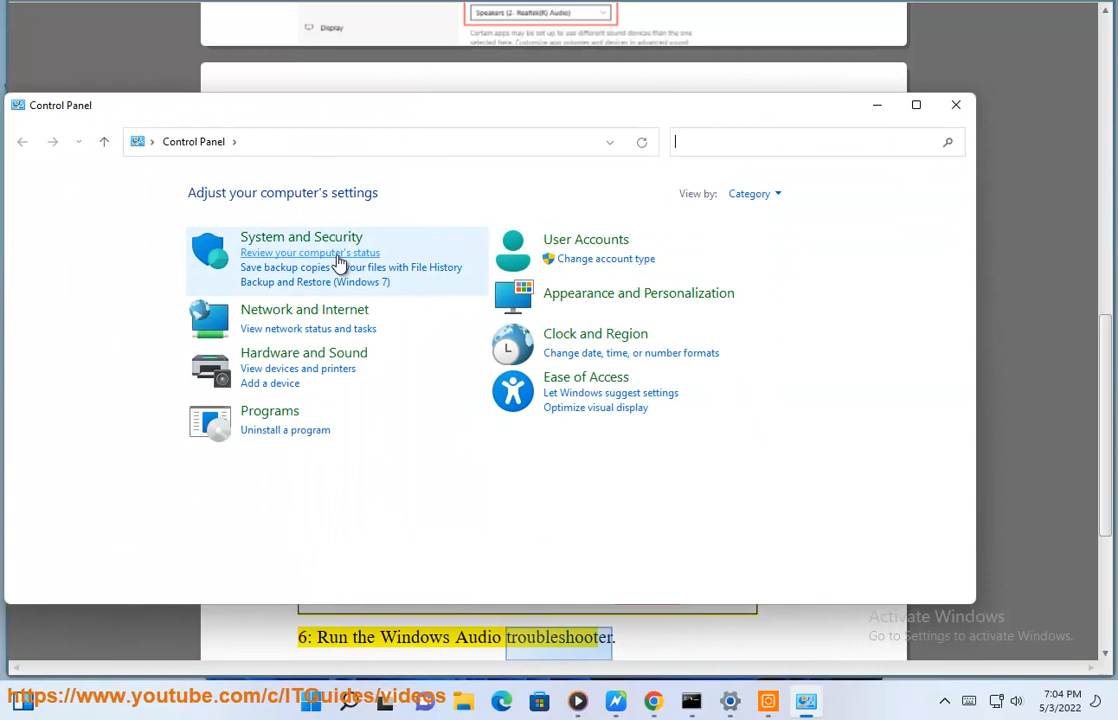 Speakers (2- Realtek(R) Audio)
Display
Certain apps may be set up to use different sound devices than the one
selected here. Customize app volumes and devices in advanced sound
Control Panel
Control Panel
Adjust your computer's settings
View by: Category
System and Security
Review your computer's status
Save backup copies your files with File History
Backup and Restore (Windows 7)
Network and Internet
View network status and tasks
Hardware and Sound
View devices and printers
Add a device
Programs
Uninstall a program
User Accounts
Change account type
Appearance and Personalization
Clock and Region
Change date, time, or number formats
Ease of Access
Let Windows suggest settings
Optimize visual display
Activate Windows
Go to Settings to activate Windows.
6: Run the Windows Audio troubleshooter.
https://www.youtube.com/c/ITGuides/videos
7:04 PM
5/3/2022